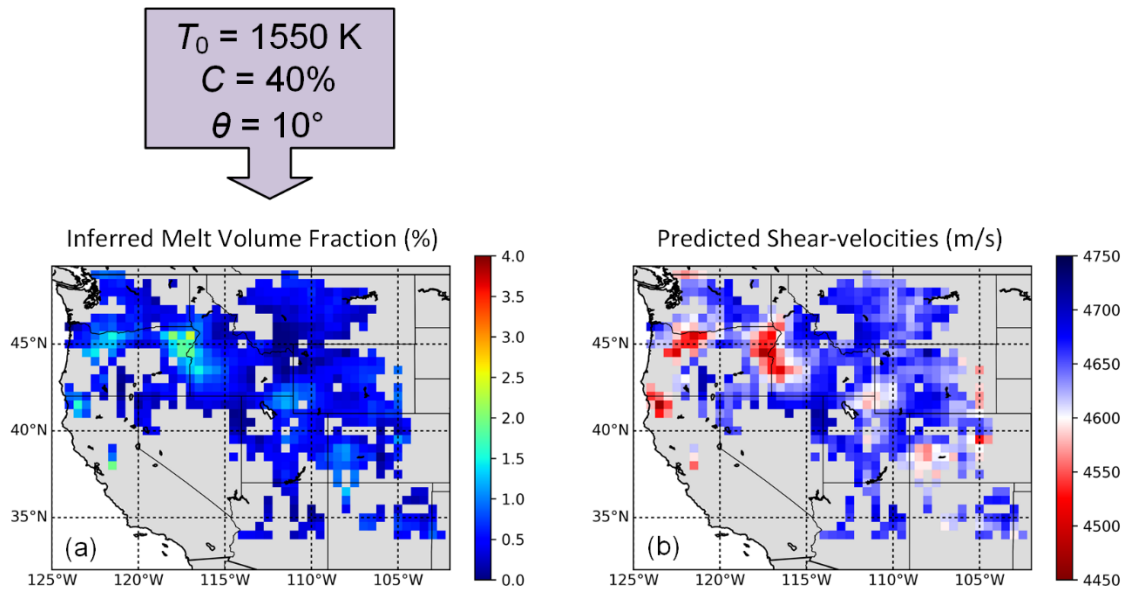 T₀ = 1550 K
C = 40%
θ = 10°
Inferred Melt Volume Fraction (%)
Predicted Shear-velocities (m/s)
45°N
40°N
35°N
(a)
125°W 120°W 115°W 110°W 105°W
4.0
3.5
3.0
2.5
2.0
1.5
1.0
0.5
0.0
45°N
40°N
35°N
(b)
125°W 120°W 115°W 110°W 105°W
4750
4700
4650
4600
4550
4500
4450